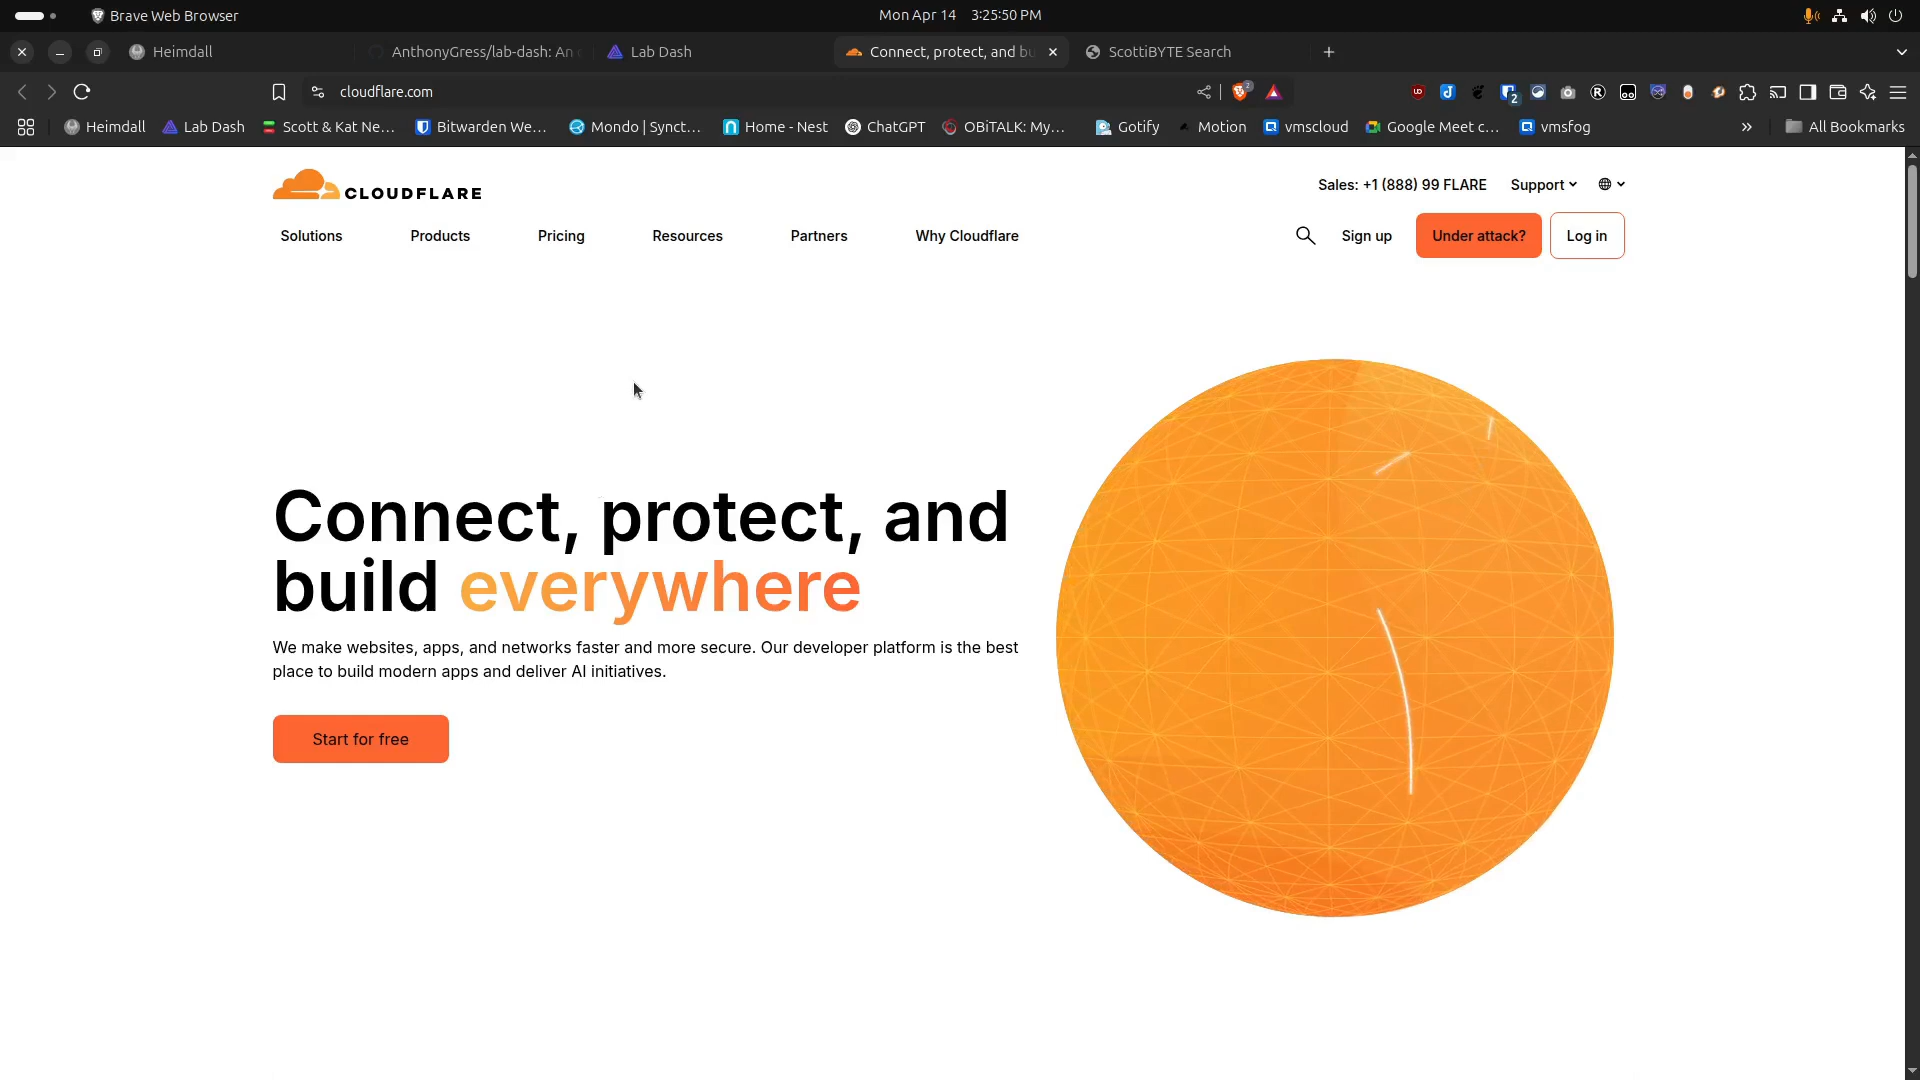 Brave Web Browser
Mon Apr 14 3:25:50 PM
Heimdall
AnthonyGress/lab-dash: An
Lab Dash
Connect, protect, and bu
ScottiBYTE Search
cloudflare.com
2
2
Heimdall
Lab Dash
Scott & Kat Ne...
Bitwarden We...
Mondo | Synct...
Home - Nest
ChatGPT
OBiTALK: My...
Gotify
Motion
vmscloud
Google Meet c...
vmsfog
All Bookmarks
CLOUDFLARE
Sales: +1 (888) 99 FLARE
Support
Solutions
Products
Pricing
Resources
Partners
Why Cloudflare
Sign up
Under attack?
Log in
Connect, protect, and
build everywhere
We make websites, apps, and networks faster and more secure. Our developer platform is the best
place to build modern apps and deliver AI initiatives.
Start for free